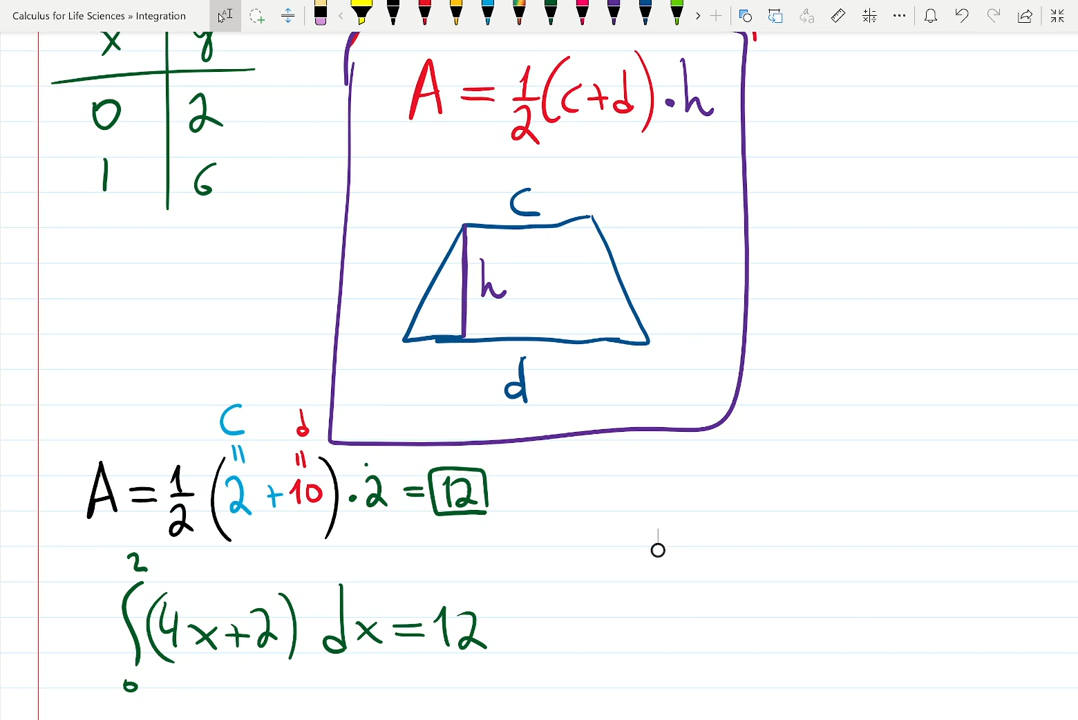 Calculus for Life Sciences » Integration
x y
0 2
1 6
A = 1/2 (c+d) · h
c
h
d
C d
= =
A = 1/2 (2 + 10) · 2 = 12
∫₀² (4x+2) dx = 12